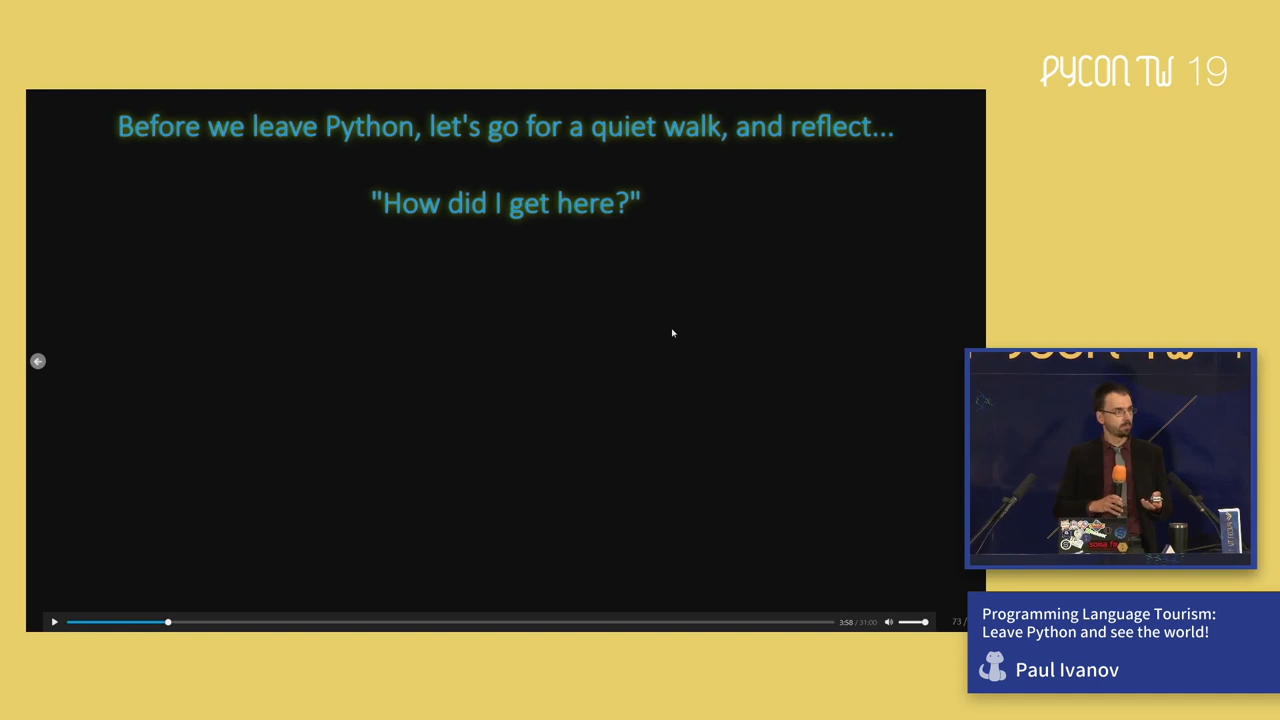 PYCON TW 19
Before we leave Python, let's go for a quiet walk, and reflect...
"How did I get here?"
3:58 / 31:00
73 /
Programming Language Tourism:
Leave Python and see the world!
Paul Ivanov